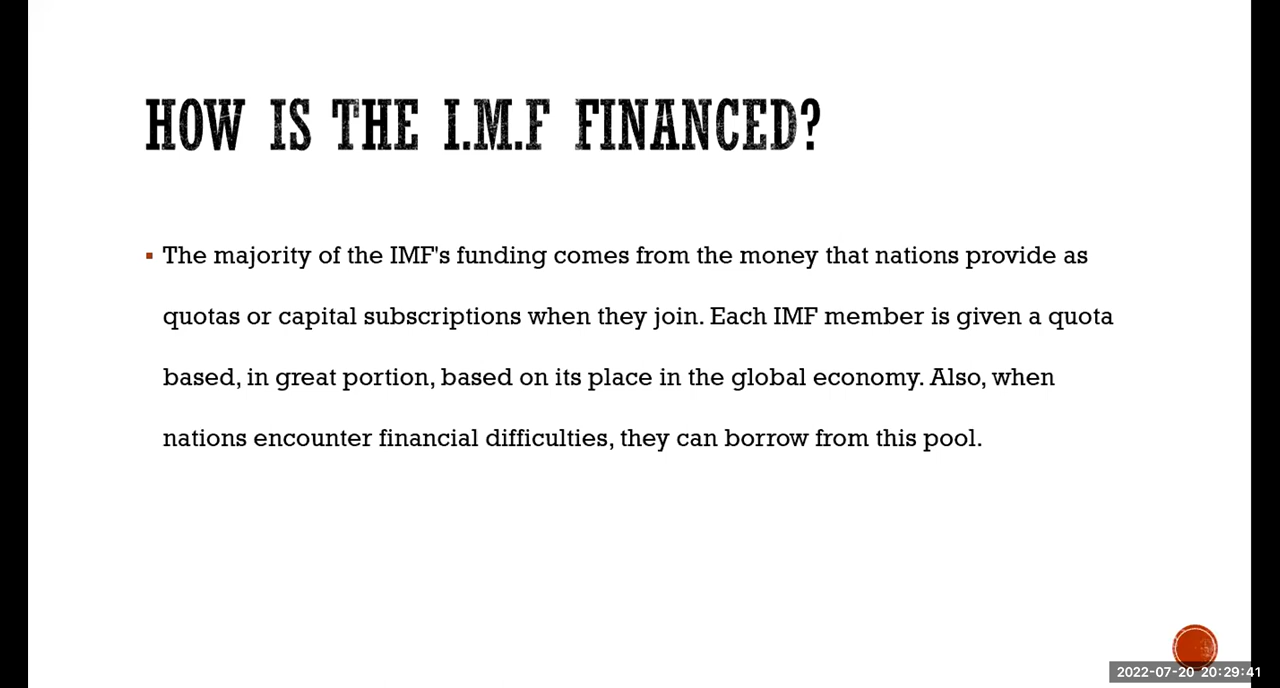 HOW IS THE I.M.F FINANCED?
▪ The majority of the IMF's funding comes from the money that nations provide as
quotas or capital subscriptions when they join. Each IMF member is given a quota
based, in great portion, based on its place in the global economy. Also, when
nations encounter financial difficulties, they can borrow from this pool.
2022-07-20 20:29:41